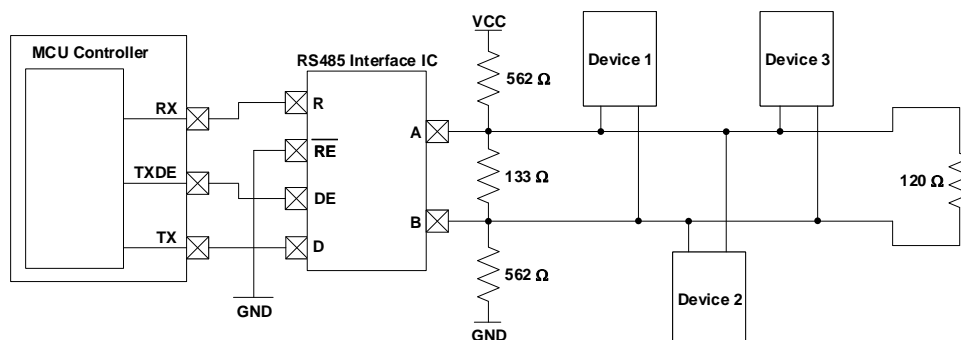 MCU Controller
RX
TXDE
TX
RS485 Interface IC
R
RE
DE
D
A
B
GND
VCC
562 Ω
133 Ω
562 Ω
GND
Device 1
Device 3
Device 2
120 Ω